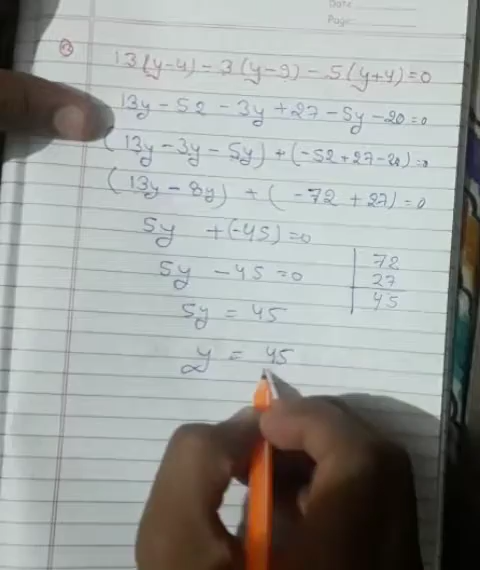 Date
Page
13(y-4) - 3(y-9) - 5(y+4) = 0
13y - 52 - 3y + 27 - 5y - 20 = 0
(13y - 3y - 5y) + (-52 + 27 - 20) = 0
(13y - 8y) + (-72 + 27) = 0
5y + (-45) = 0
5y - 45 = 0
72
27
45
5y = 45
y = 45